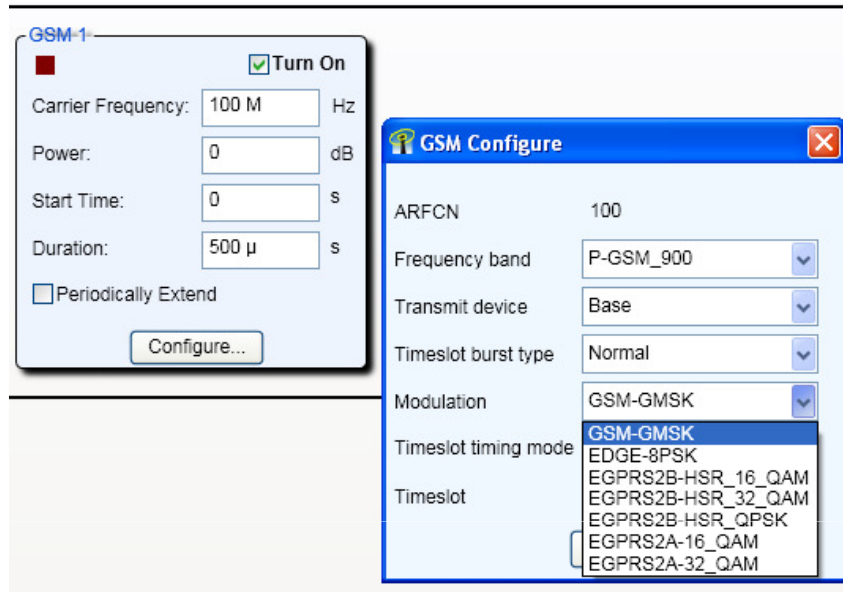 GSM 1
Turn On
Carrier Frequency: 100 M Hz
Power: 0 dB
Start Time: 0 s
Duration: 500 µ s
Periodically Extend
Configure...
GSM Configure
ARFCN 100
Frequency band P-GSM_900
Transmit device Base
Timeslot burst type Normal
Modulation GSM-GMSK
GSM-GMSK
EDGE-8PSK
EGPRS2B-HSR_16_QAM
EGPRS2B-HSR_32_QAM
EGPRS2B-HSR_QPSK
EGPRS2A-16_QAM
EGPRS2A-32_QAM
Timeslot timing mode
Timeslot